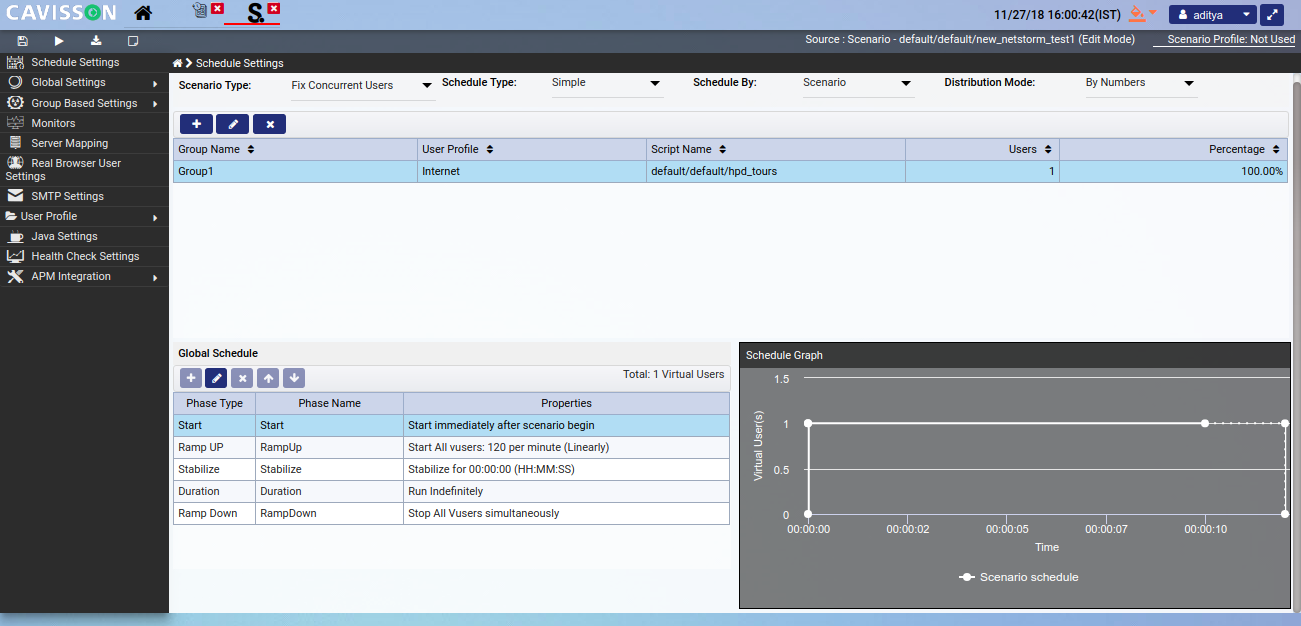 CAVISSON
S.
11/27/18 16:00:42(IST)
aditya
Source : Scenario - default/default/new_netstorm_test1 (Edit Mode)
Scenario Profile: Not Used
Schedule Settings
Global Settings
Group Based Settings
Monitors
Server Mapping
Real Browser User
Settings
SMTP Settings
User Profile
Java Settings
Health Check Settings
APM Integration
Schedule Settings
Scenario Type: Fix Concurrent Users Schedule Type: Simple Schedule By: Scenario Distribution Mode: By Numbers
Group Name User Profile Script Name Users Percentage
Group1 Internet default/default/hpd_tours 1 100.00%
Global Schedule
Total: 1 Virtual Users
Phase Type Phase Name Properties
Start Start Start immediately after scenario begin
Ramp UP RampUp Start All vusers: 120 per minute (Linearly)
Stabilize Stabilize Stabilize for 00:00:00 (HH:MM:SS)
Duration Duration Run Indefinitely
Ramp Down RampDown Stop All Vusers simultaneously
Schedule Graph
Virtual User(s)
1.5
1
0.5
0
00:00:00 00:00:02 00:00:05 00:00:07 00:00:10
Time
Scenario schedule